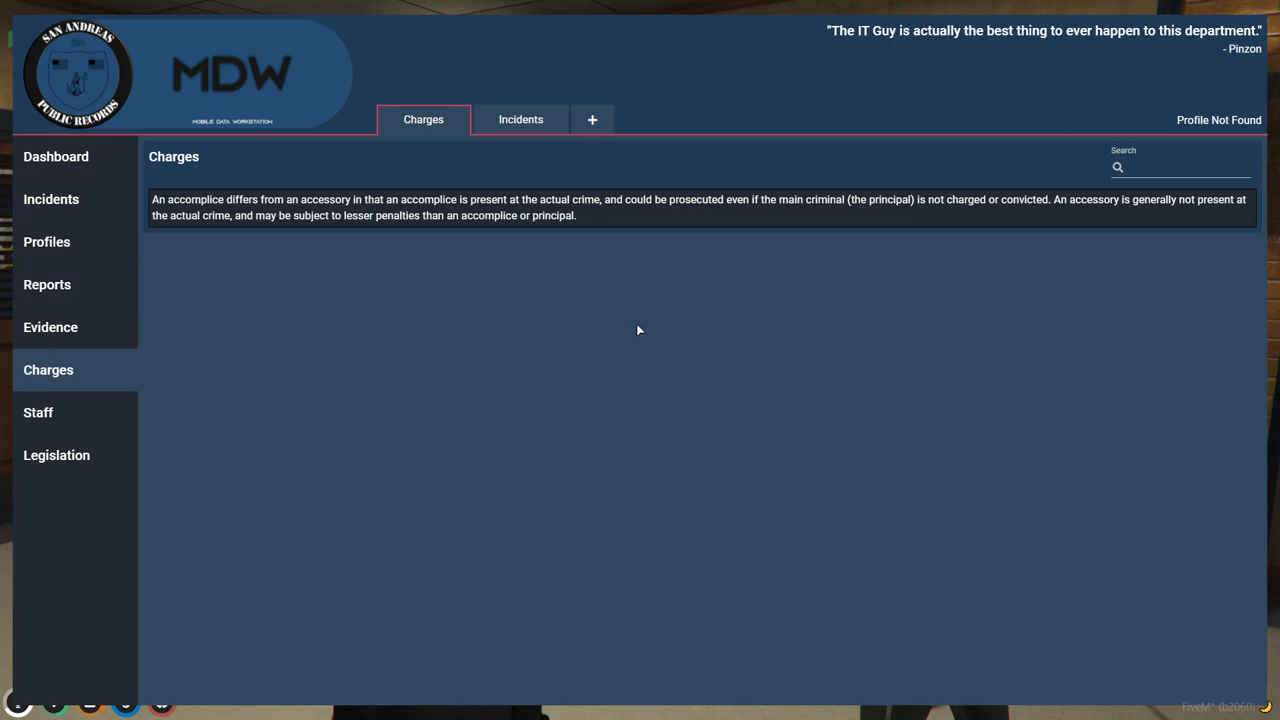 SAN ANDREAS
PUBLIC RECORDS
MDW
MOBILE DATA WORKSTATION
"The IT Guy is actually the best thing to ever happen to this department."
- Pinzon
Charges
Incidents
+
Profile Not Found
Dashboard
Incidents
Profiles
Reports
Evidence
Charges
Staff
Legislation
Charges
Search
An accomplice differs from an accessory in that an accomplice is present at the actual crime, and could be prosecuted even if the main criminal (the principal) is not charged or convicted. An accessory is generally not present at
the actual crime, and may be subject to lesser penalties than an accomplice or principal.
FiveM* (b2060)